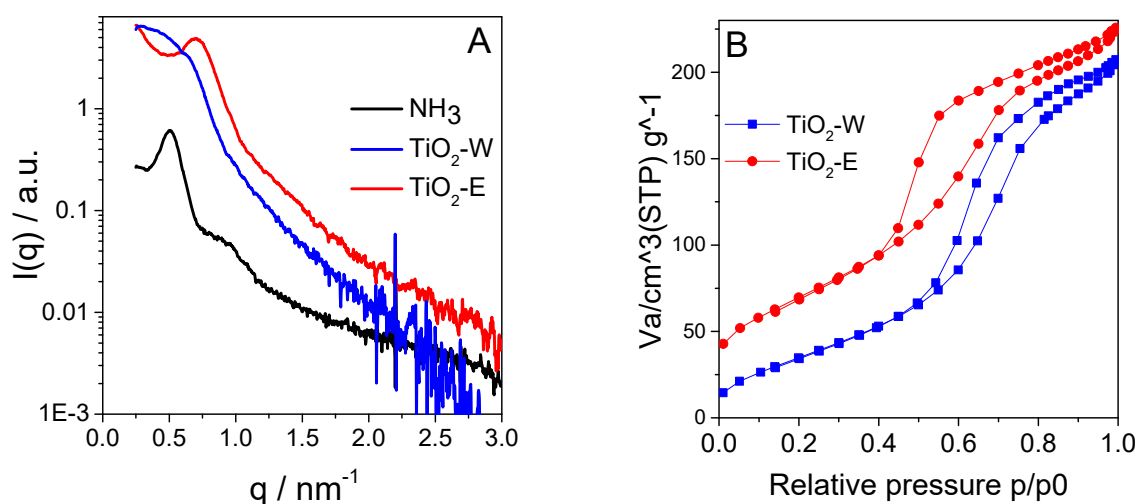 A
I(q) / a.u.
1
0.1
0.01
1E-3
NH3
TiO2-W
TiO2-E
0.0 0.5 1.0 1.5 2.0 2.5 3.0
q / nm-1
B
Va/cm^3(STP) g^-1
200
150
100
50
0
TiO2-W
TiO2-E
0.0 0.2 0.4 0.6 0.8 1.0
Relative pressure p/p0